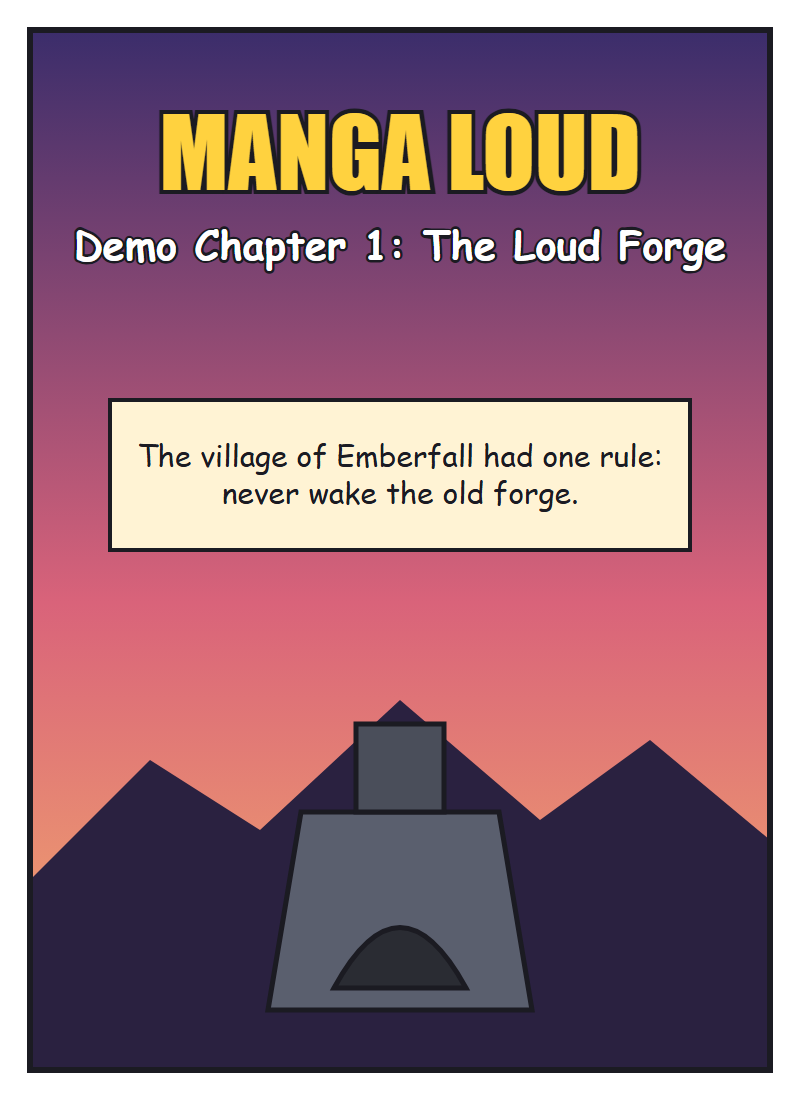 MANGA LOUD
Demo Chapter 1: The Loud Forge
The village of Emberfall had one rule:
never wake the old forge.